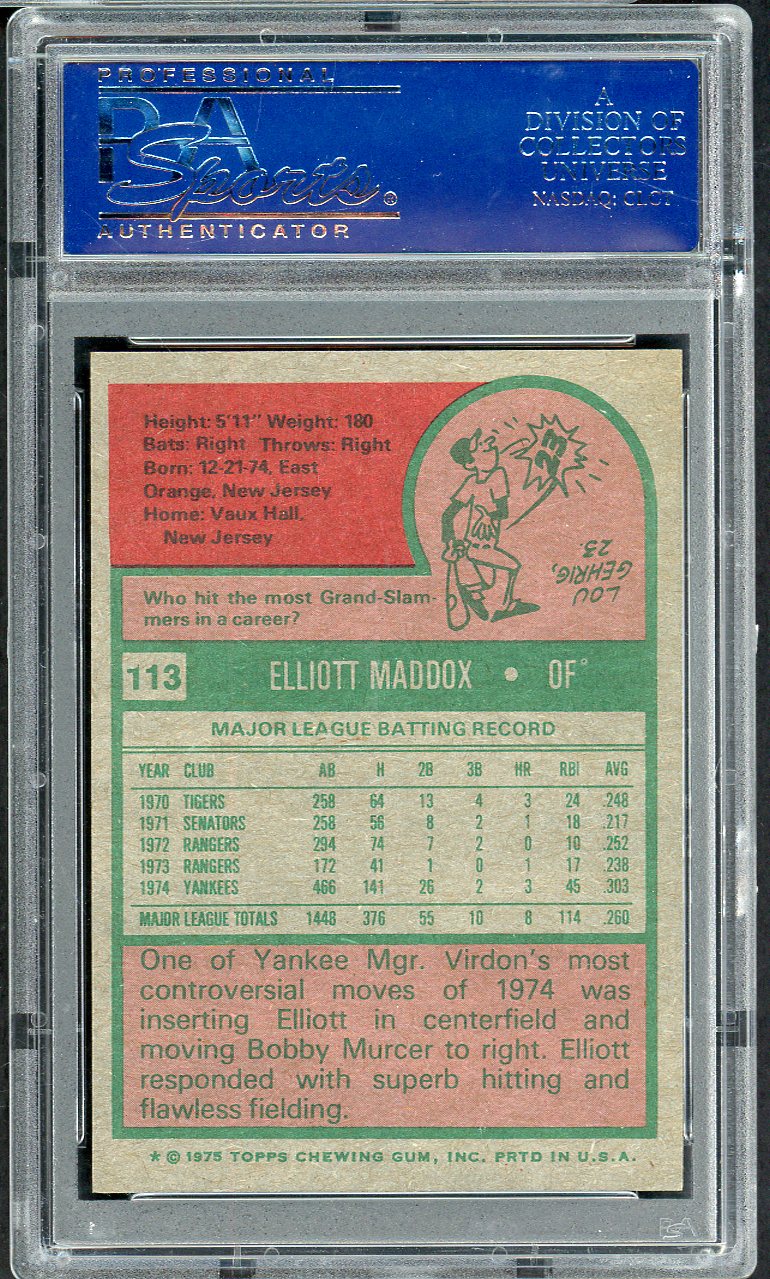 PROFESSIONAL
PSA
Sports®
AUTHENTICATOR
A
DIVISION OF
COLLECTORS
UNIVERSE
NASDAQ: CLCT
Height: 5'11" Weight: 180
Bats: Right Throws: Right
Born: 12-21-74, East
Orange, New Jersey
Home: Vaux Hall,
New Jersey
23
LOU
GEHRIG,
23.
Who hit the most Grand-Slam-
mers in a career?
113 ELLIOTT MADDOX • OF
MAJOR LEAGUE BATTING RECORD
YEAR CLUB AB H 2B 3B HR RBI AVG
1970 TIGERS 258 64 13 4 3 24 .248
1971 SENATORS 258 56 8 2 1 18 .217
1972 RANGERS 294 74 7 2 0 10 .252
1973 RANGERS 172 41 1 0 1 17 .238
1974 YANKEES 466 141 26 2 3 45 .303
MAJOR LEAGUE TOTALS 1448 376 55 10 8 114 .260
One of Yankee Mgr. Virdon's most
controversial moves of 1974 was
inserting Elliott in centerfield and
moving Bobby Murcer to right. Elliott
responded with superb hitting and
flawless fielding.
* © 1975 TOPPS CHEWING GUM, INC. PRTD IN U.S.A.
PSA